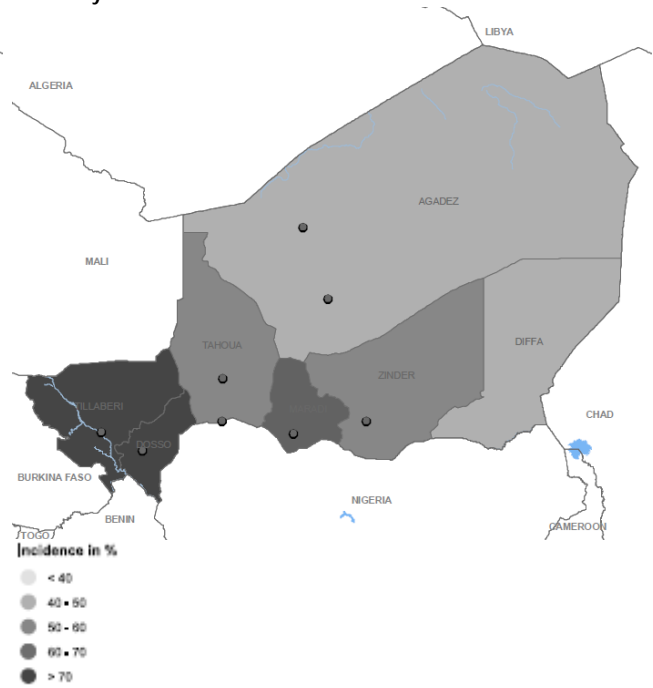 LIBYA
ALGERIA
AGADEZ
MALI
TAHOUA
DIFFA
ZINDER
TILLABERI
DOSSO
CHAD
BURKINA FASO
NIGERIA
BENIN
CAMEROON
TOGO
Incidence in %
< 40
40 - 50
50 - 60
60 - 70
> 70